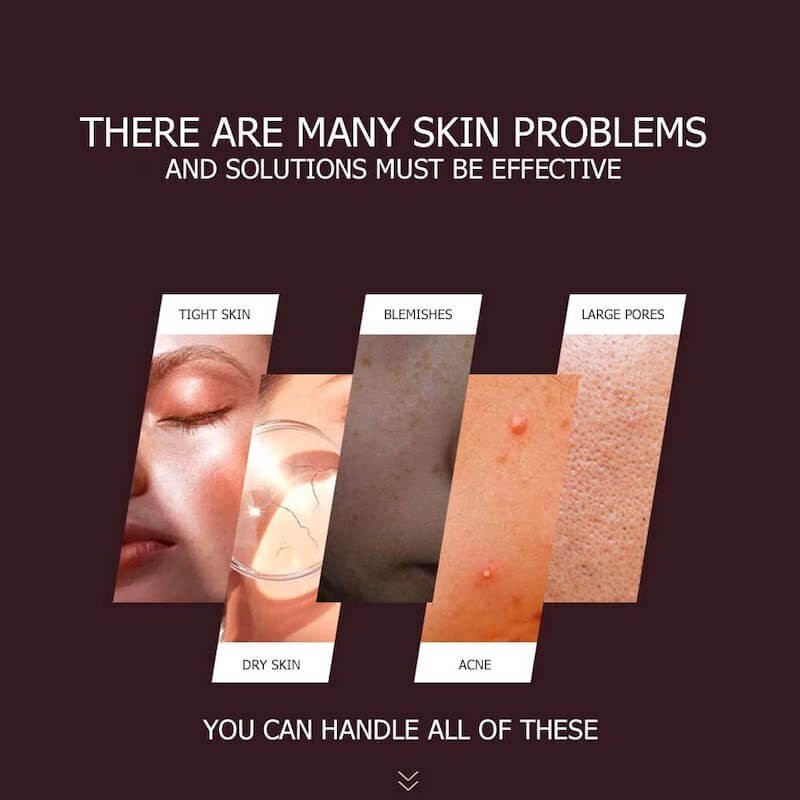 THERE ARE MANY SKIN PROBLEMS
AND SOLUTIONS MUST BE EFFECTIVE
TIGHT SKIN
BLEMISHES
LARGE PORES
DRY SKIN
ACNE
YOU CAN HANDLE ALL OF THESE